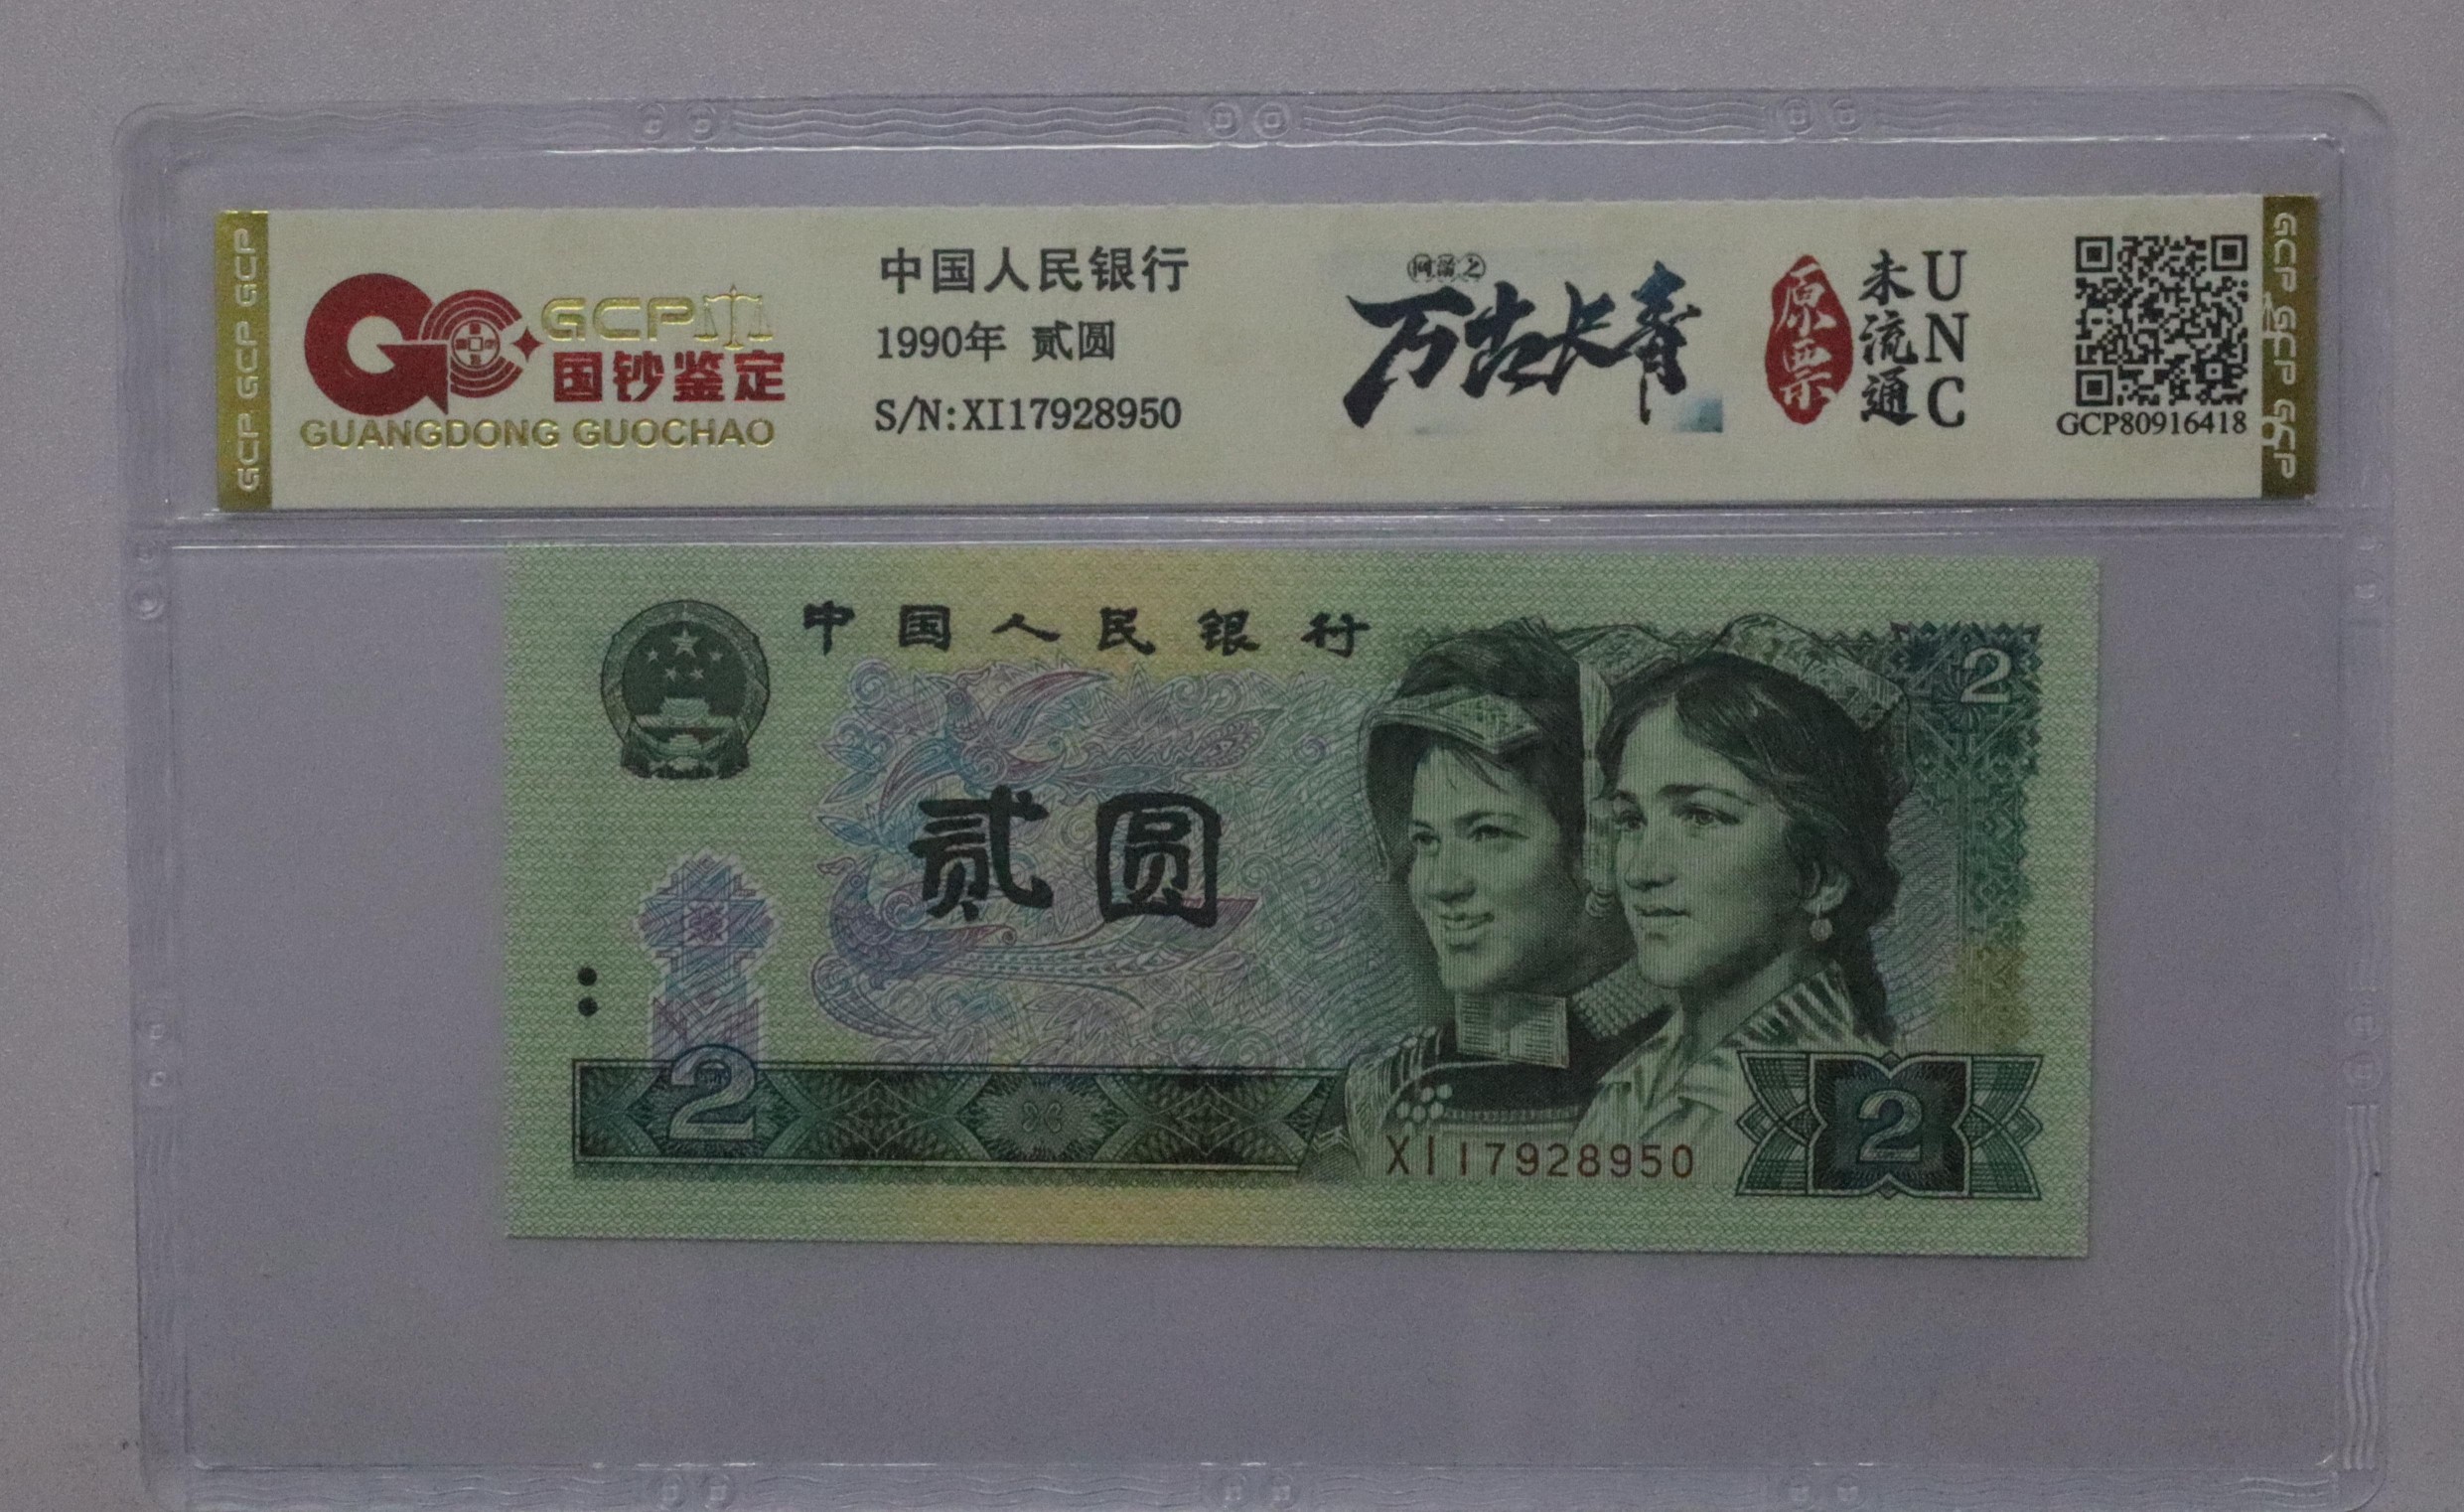 GCP GCP GCP
GCP
国钞鉴定
GUANGDONG GUOCHAO
中国人民银行
1990年 贰圆
S/N:XI17928950
万古长青
原票
未流通
UNC
GCP80916418
GCP GCP GCP
中国人民银行
贰圆
2
2
XI17928950
2